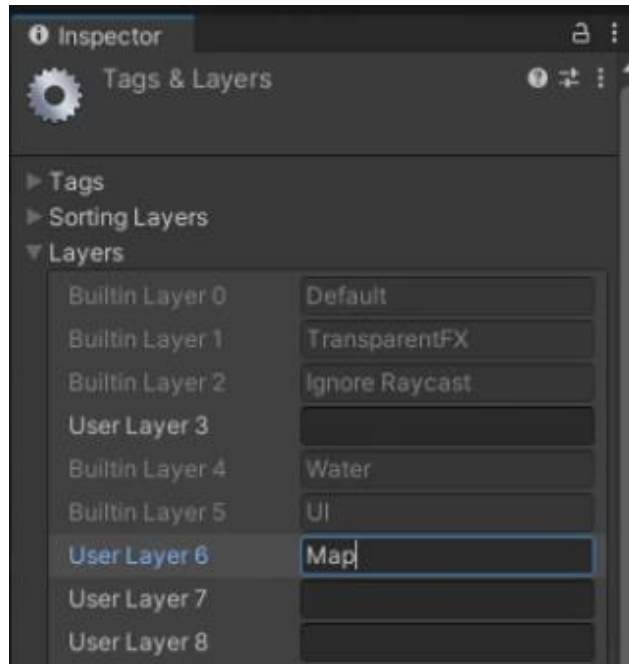 Inspector
Tags & Layers
Tags
Sorting Layers
Layers
Builtin Layer 0 Default
Builtin Layer 1 TransparentFX
Builtin Layer 2 Ignore Raycast
User Layer 3
Builtin Layer 4 Water
Builtin Layer 5 UI
User Layer 6 Map
User Layer 7
User Layer 8